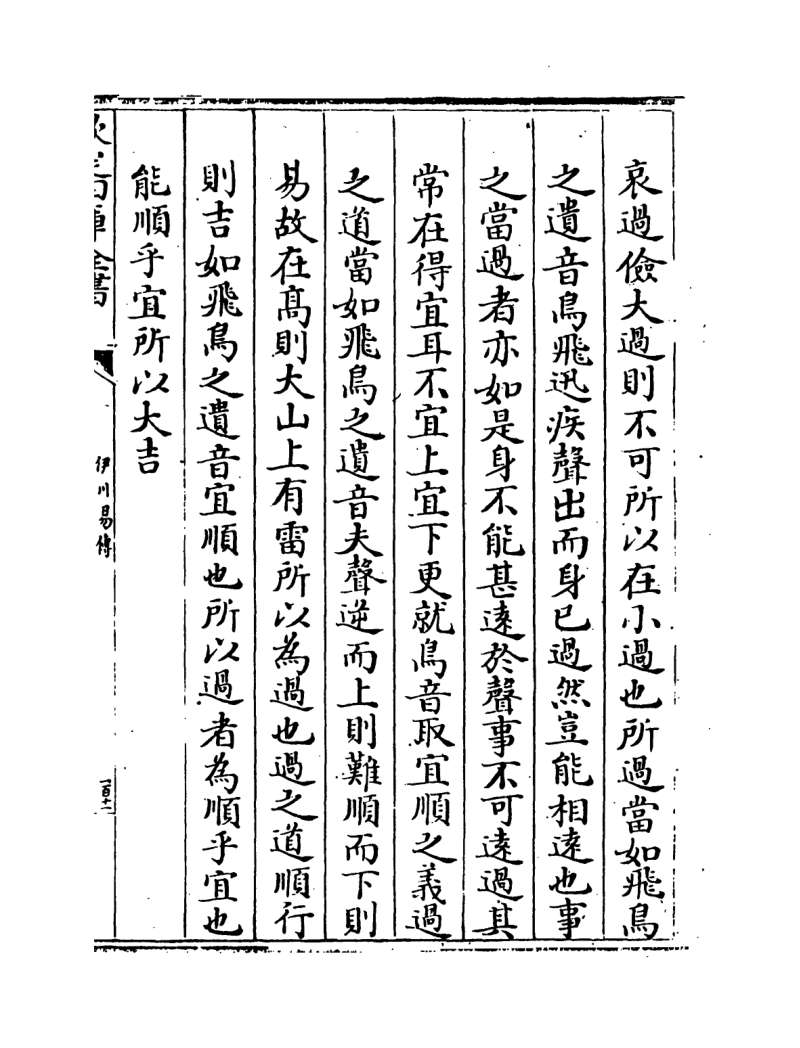 哀過儉大過則不可所以在小過也所過當如飛鳥
之遺音鳥飛迅疾聲出而身已過然豈能相遠也事
之當過者亦如是身不能甚遠於聲事不可遠過其
常在得宜耳不宜上宜下更就鳥音取宜順之義過
之道當如飛鳥之遺音夫聲逆而上則難順而下則
易故在高則大山上有雷所以為過也過之道順行
則吉如飛鳥之遺音宜順也所以過者為順乎宜也
能順乎宜所以大吉
全書
伊川易傳